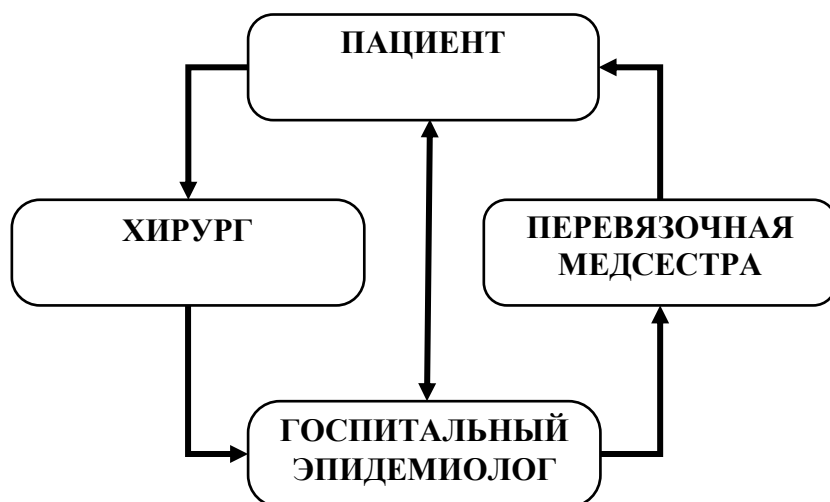 ПАЦИЕНТ
ХИРУРГ
ПЕРЕВЯЗОЧНАЯ
МЕДСЕСТРА
ГОСПИТАЛЬНЫЙ
ЭПИДЕМИОЛОГ